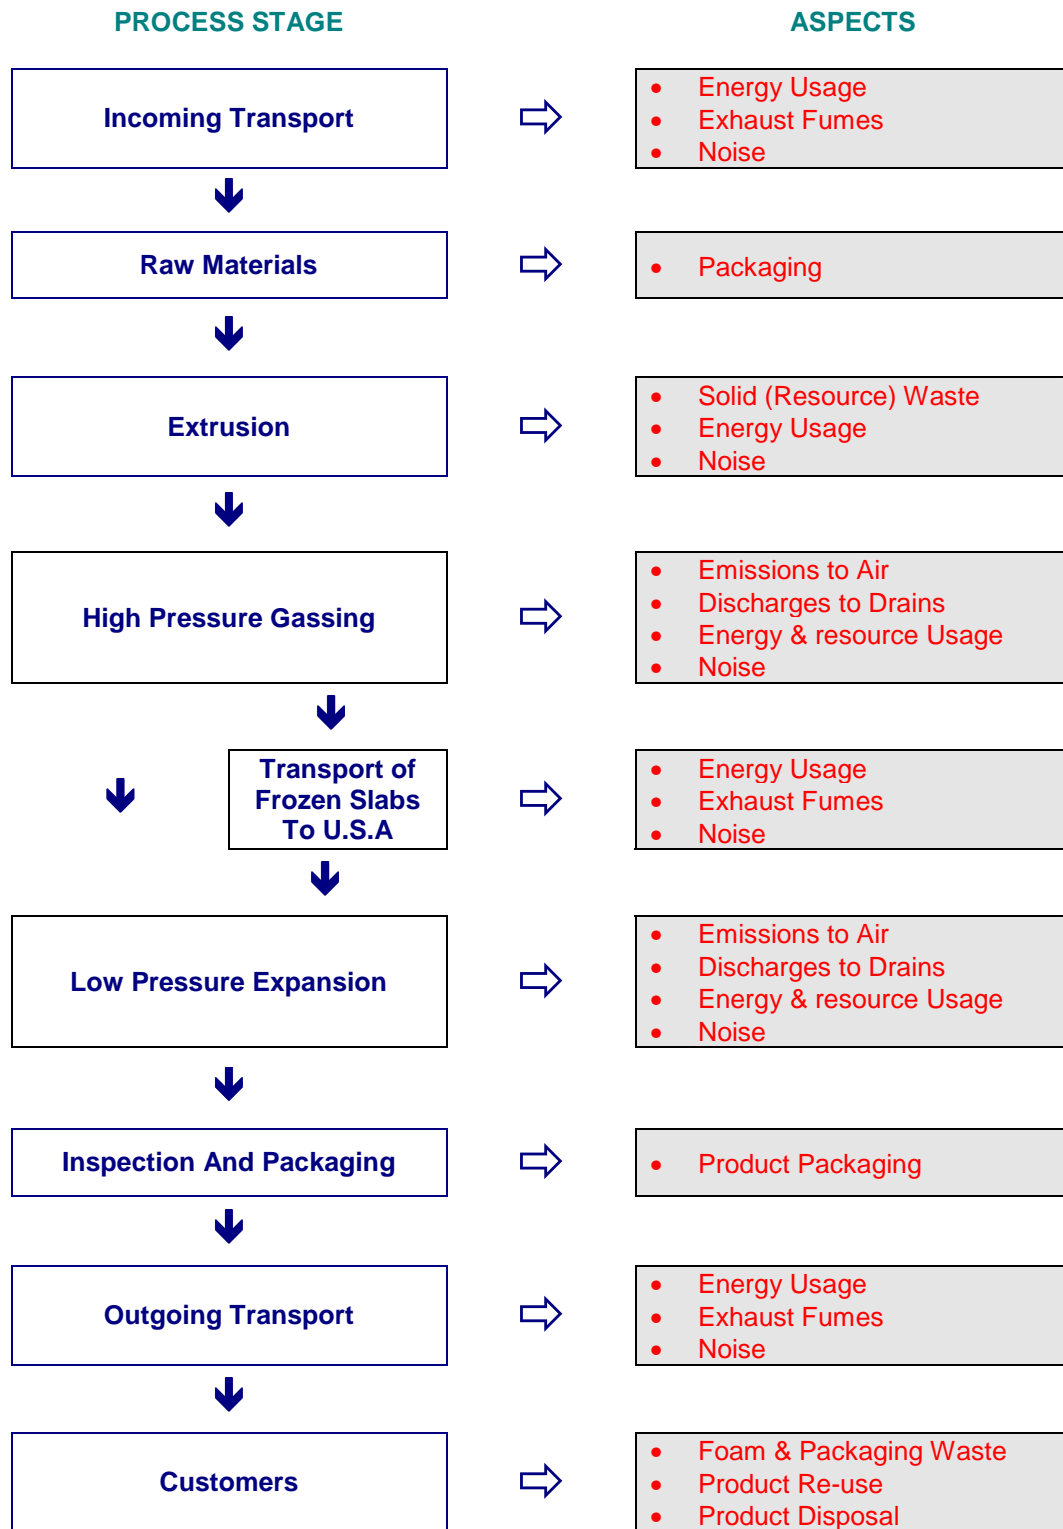 PROCESS STAGE
ASPECTS
Incoming Transport
• Energy Usage
• Exhaust Fumes
• Noise
Raw Materials
• Packaging
Extrusion
• Solid (Resource) Waste
• Energy Usage
• Noise
High Pressure Gassing
• Emissions to Air
• Discharges to Drains
• Energy & resource Usage
• Noise
Transport of
Frozen Slabs
To U.S.A
• Energy Usage
• Exhaust Fumes
• Noise
Low Pressure Expansion
• Emissions to Air
• Discharges to Drains
• Energy & resource Usage
• Noise
Inspection And Packaging
• Product Packaging
Outgoing Transport
• Energy Usage
• Exhaust Fumes
• Noise
Customers
• Foam & Packaging Waste
• Product Re-use
• Product Disposal